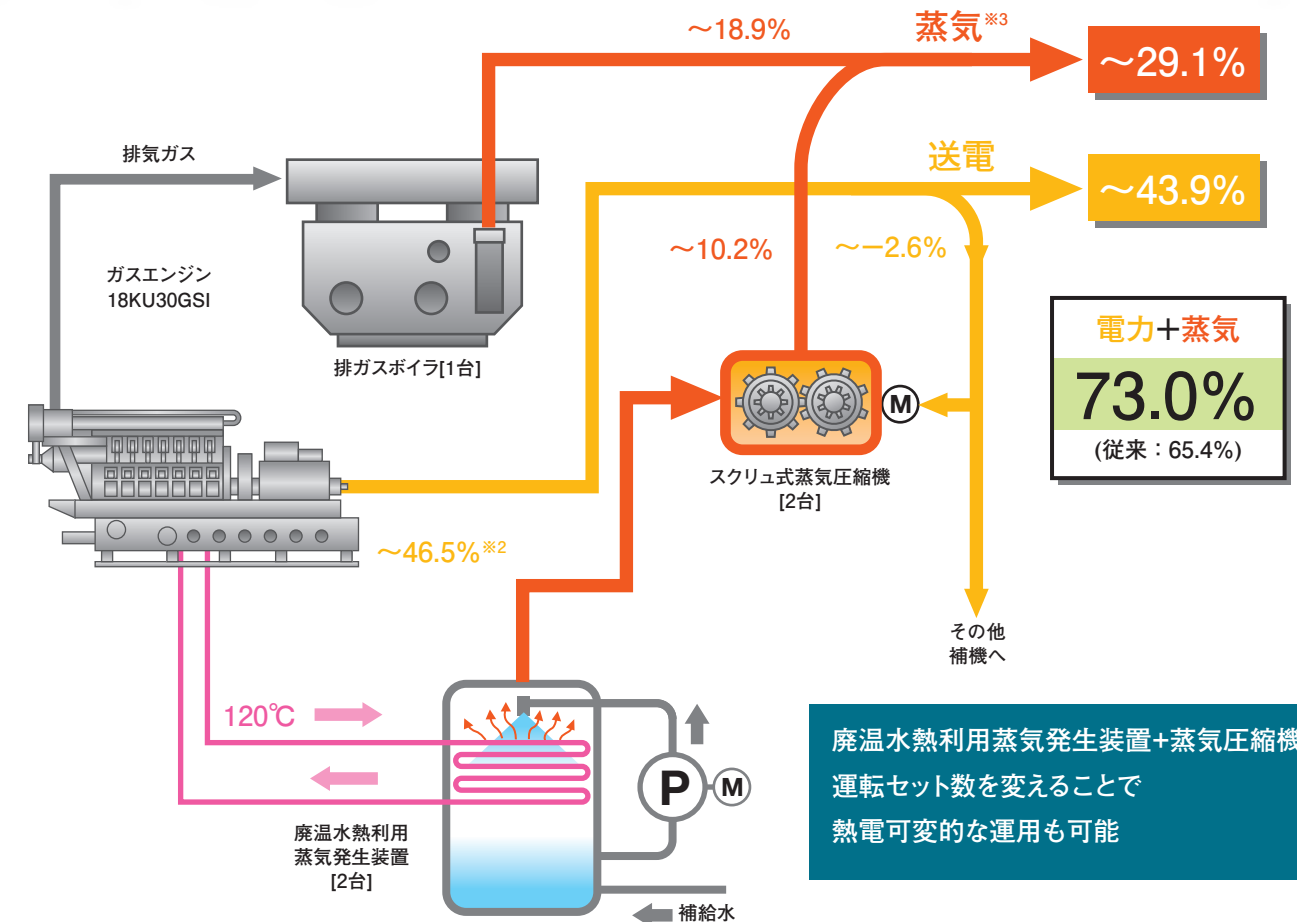 ~18.9%
蒸気※3
~29.1%
排気ガス
送電
~43.9%
~10.2%
~-2.6%
ガスエンジン
18KU30GSI
排ガスボイラ[1台]
電力+蒸気
73.0%
(従来:65.4%)
M
スクリュ式蒸気圧縮機
[2台]
~46.5%※2
その他
補機へ
120℃
P
M
廃温水熱利用
蒸気発生装置
[2台]
補給水
廃温水熱利用蒸気発生装置+蒸気圧縮機
運転セット数を変えることで
熱電可変的な運用も可能